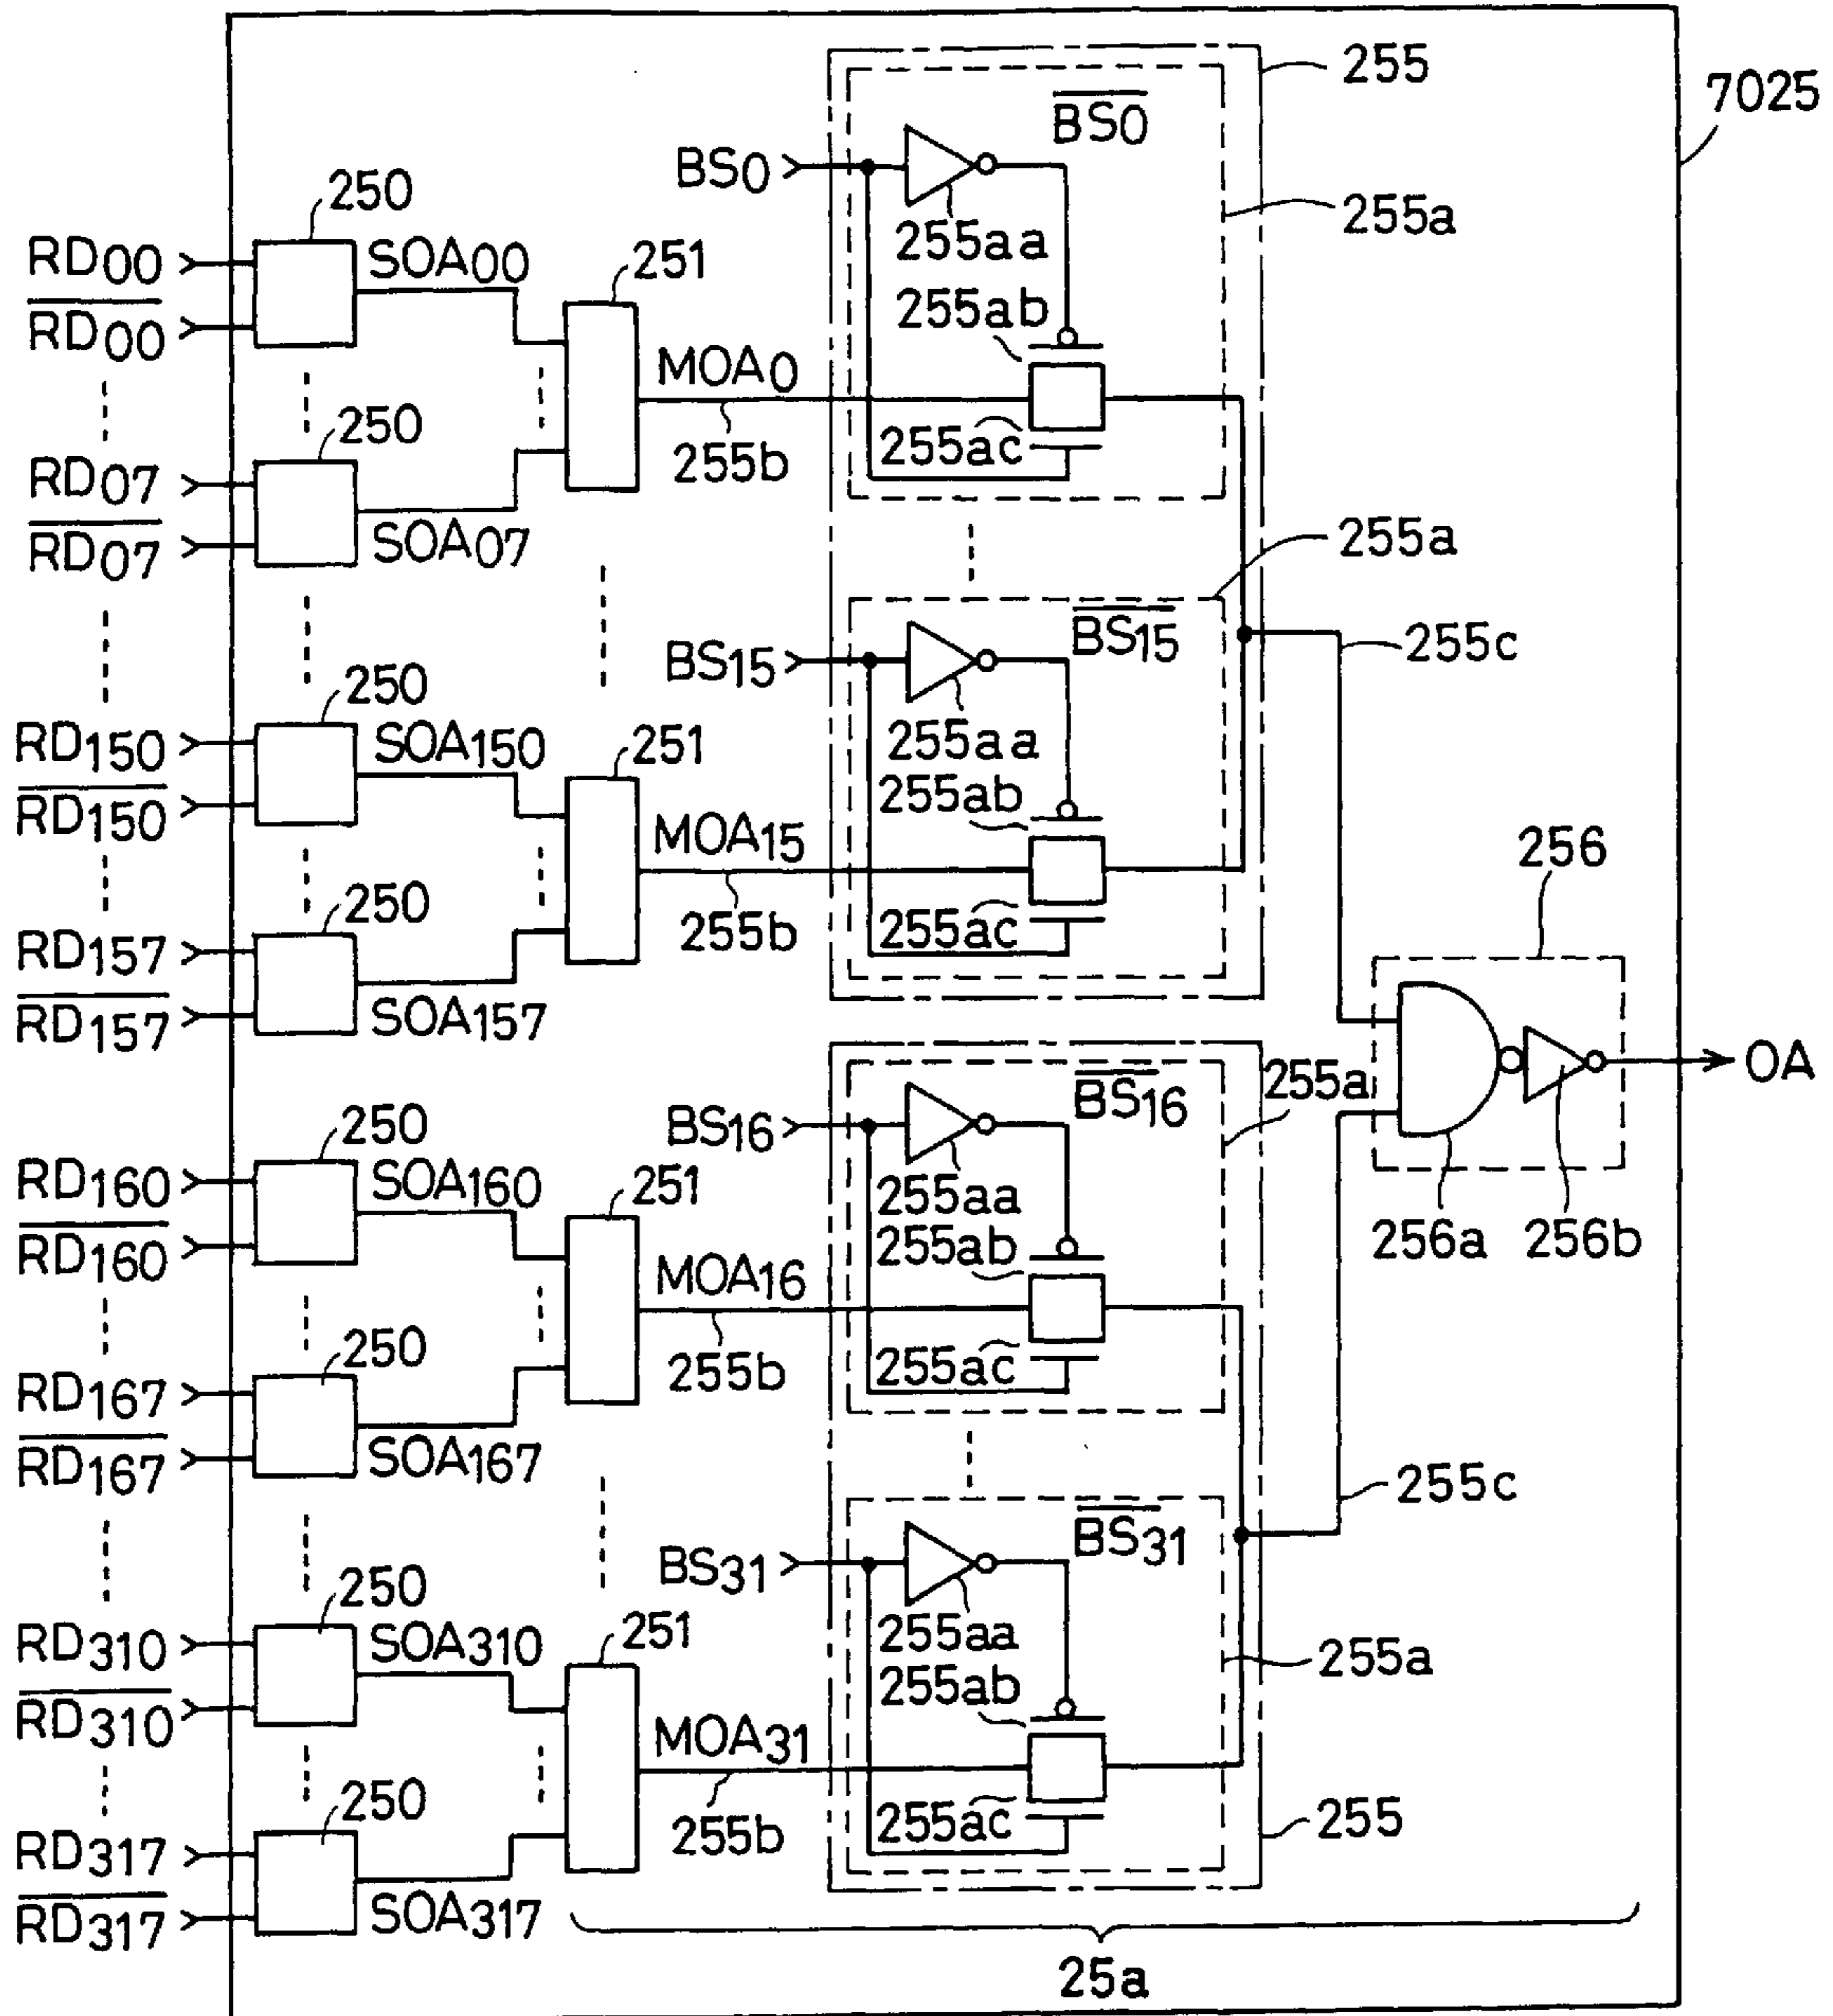 255
7025
BS0
BS0
255a
250
255aa
RD00
SOA00
251
RD00
255ab
MOA0
250
255ac
255b
RD07
RD07
SOA07
255a
BS15
BS15
255c
250
255aa
RD150
SOA150
251
RD150
255ab
MOA15
256
250
255ac
255b
RD157
RD157
SOA157
OA
BS16
BS16
255a
250
255aa
RD160
SOA160
251
RD160
255ab
256a
256b
MOA16
250
255ac
255b
RD167
RD167
SOA167
255c
BS31
BS31
250
255aa
RD310
SOA310
251
255a
RD310
255ab
MOA31
250
255ac
255
255b
RD317
RD317
SOA317
25a